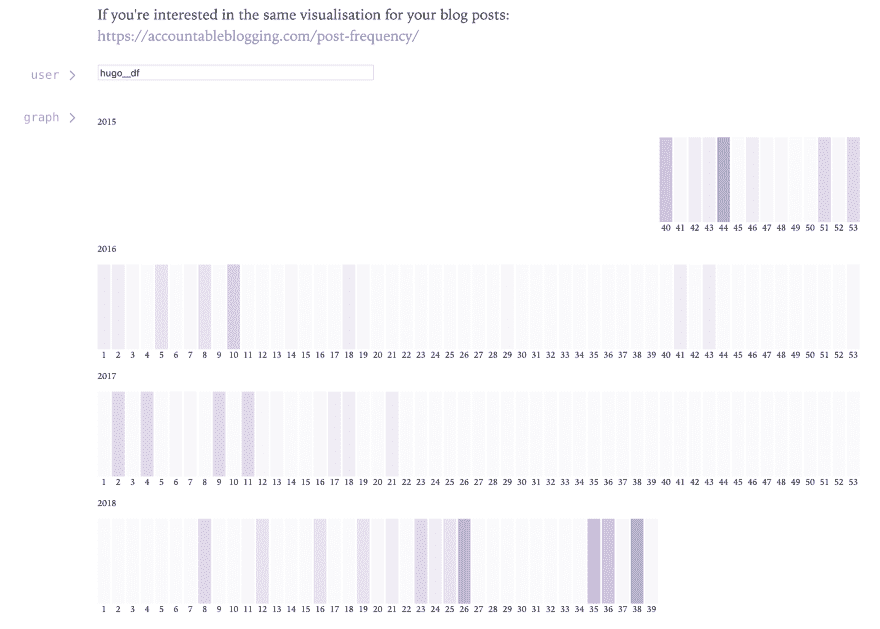 If you're interested in the same visualisation for your blog posts:
https://accountableblogging.com/post-frequency/
user >
hugo__df
graph >
2015
40 41 42 43 44 45 46 47 48 49 50 51 52 53
2016
1 2 3 4 5 6 7 8 9 10 11 12 13 14 15 16 17 18 19 20 21 22 23 24 25 26 27 28 29 30 31 32 33 34 35 36 37 38 39 40 41 42 43 44 45 46 47 48 49 50 51 52 53
2017
1 2 3 4 5 6 7 8 9 10 11 12 13 14 15 16 17 18 19 20 21 22 23 24 25 26 27 28 29 30 31 32 33 34 35 36 37 38 39 40 41 42 43 44 45 46 47 48 49 50 51 52 53
2018
1 2 3 4 5 6 7 8 9 10 11 12 13 14 15 16 17 18 19 20 21 22 23 24 25 26 27 28 29 30 31 32 33 34 35 36 37 38 39